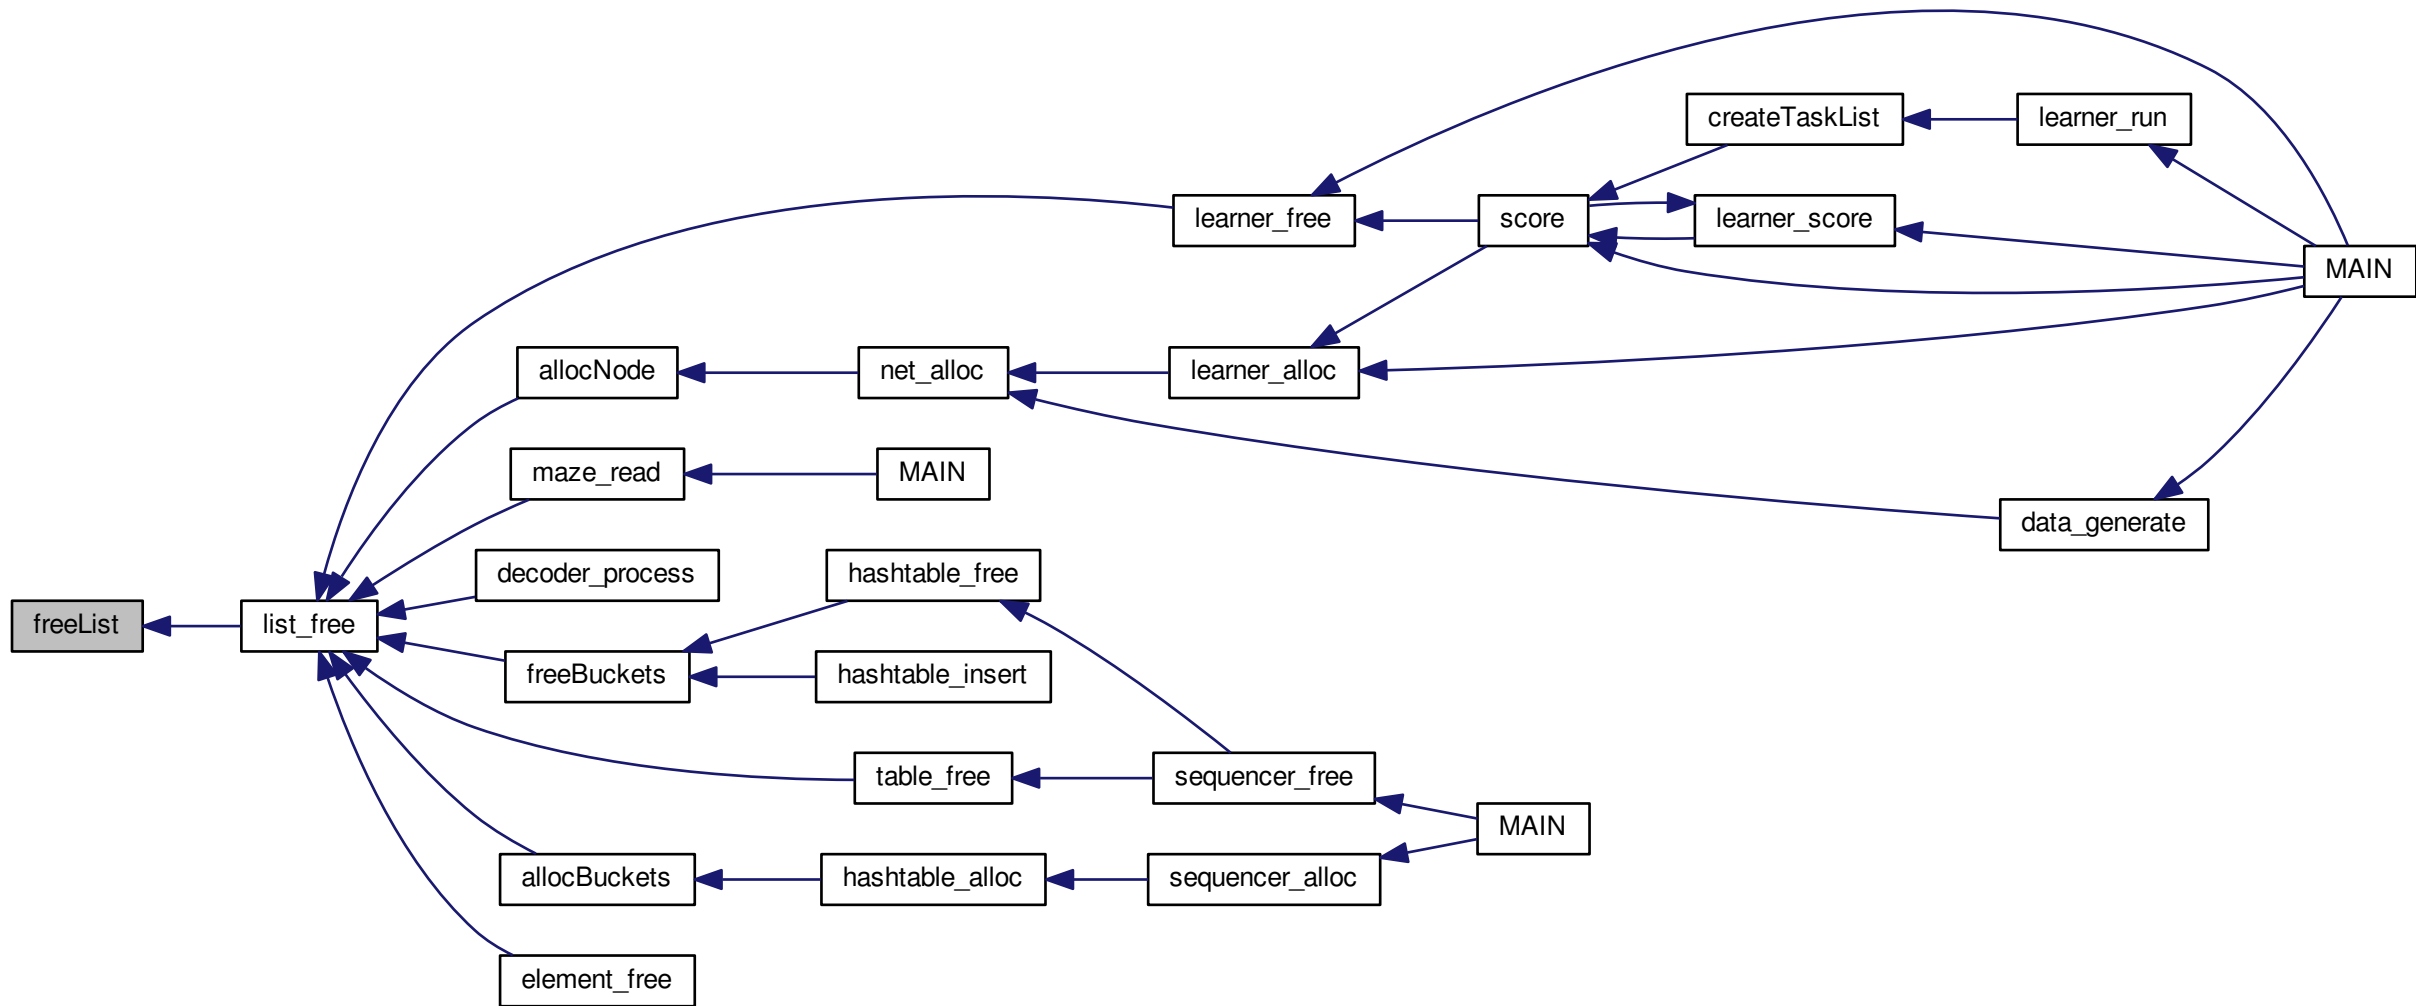 createTaskList
learner_run
learner_free
score
learner_score
MAIN
allocNode
net_alloc
learner_alloc
maze_read
MAIN
data_generate
decoder_process
hashtable_free
freeList
list_free
freeBuckets
hashtable_insert
table_free
sequencer_free
MAIN
allocBuckets
hashtable_alloc
sequencer_alloc
element_free